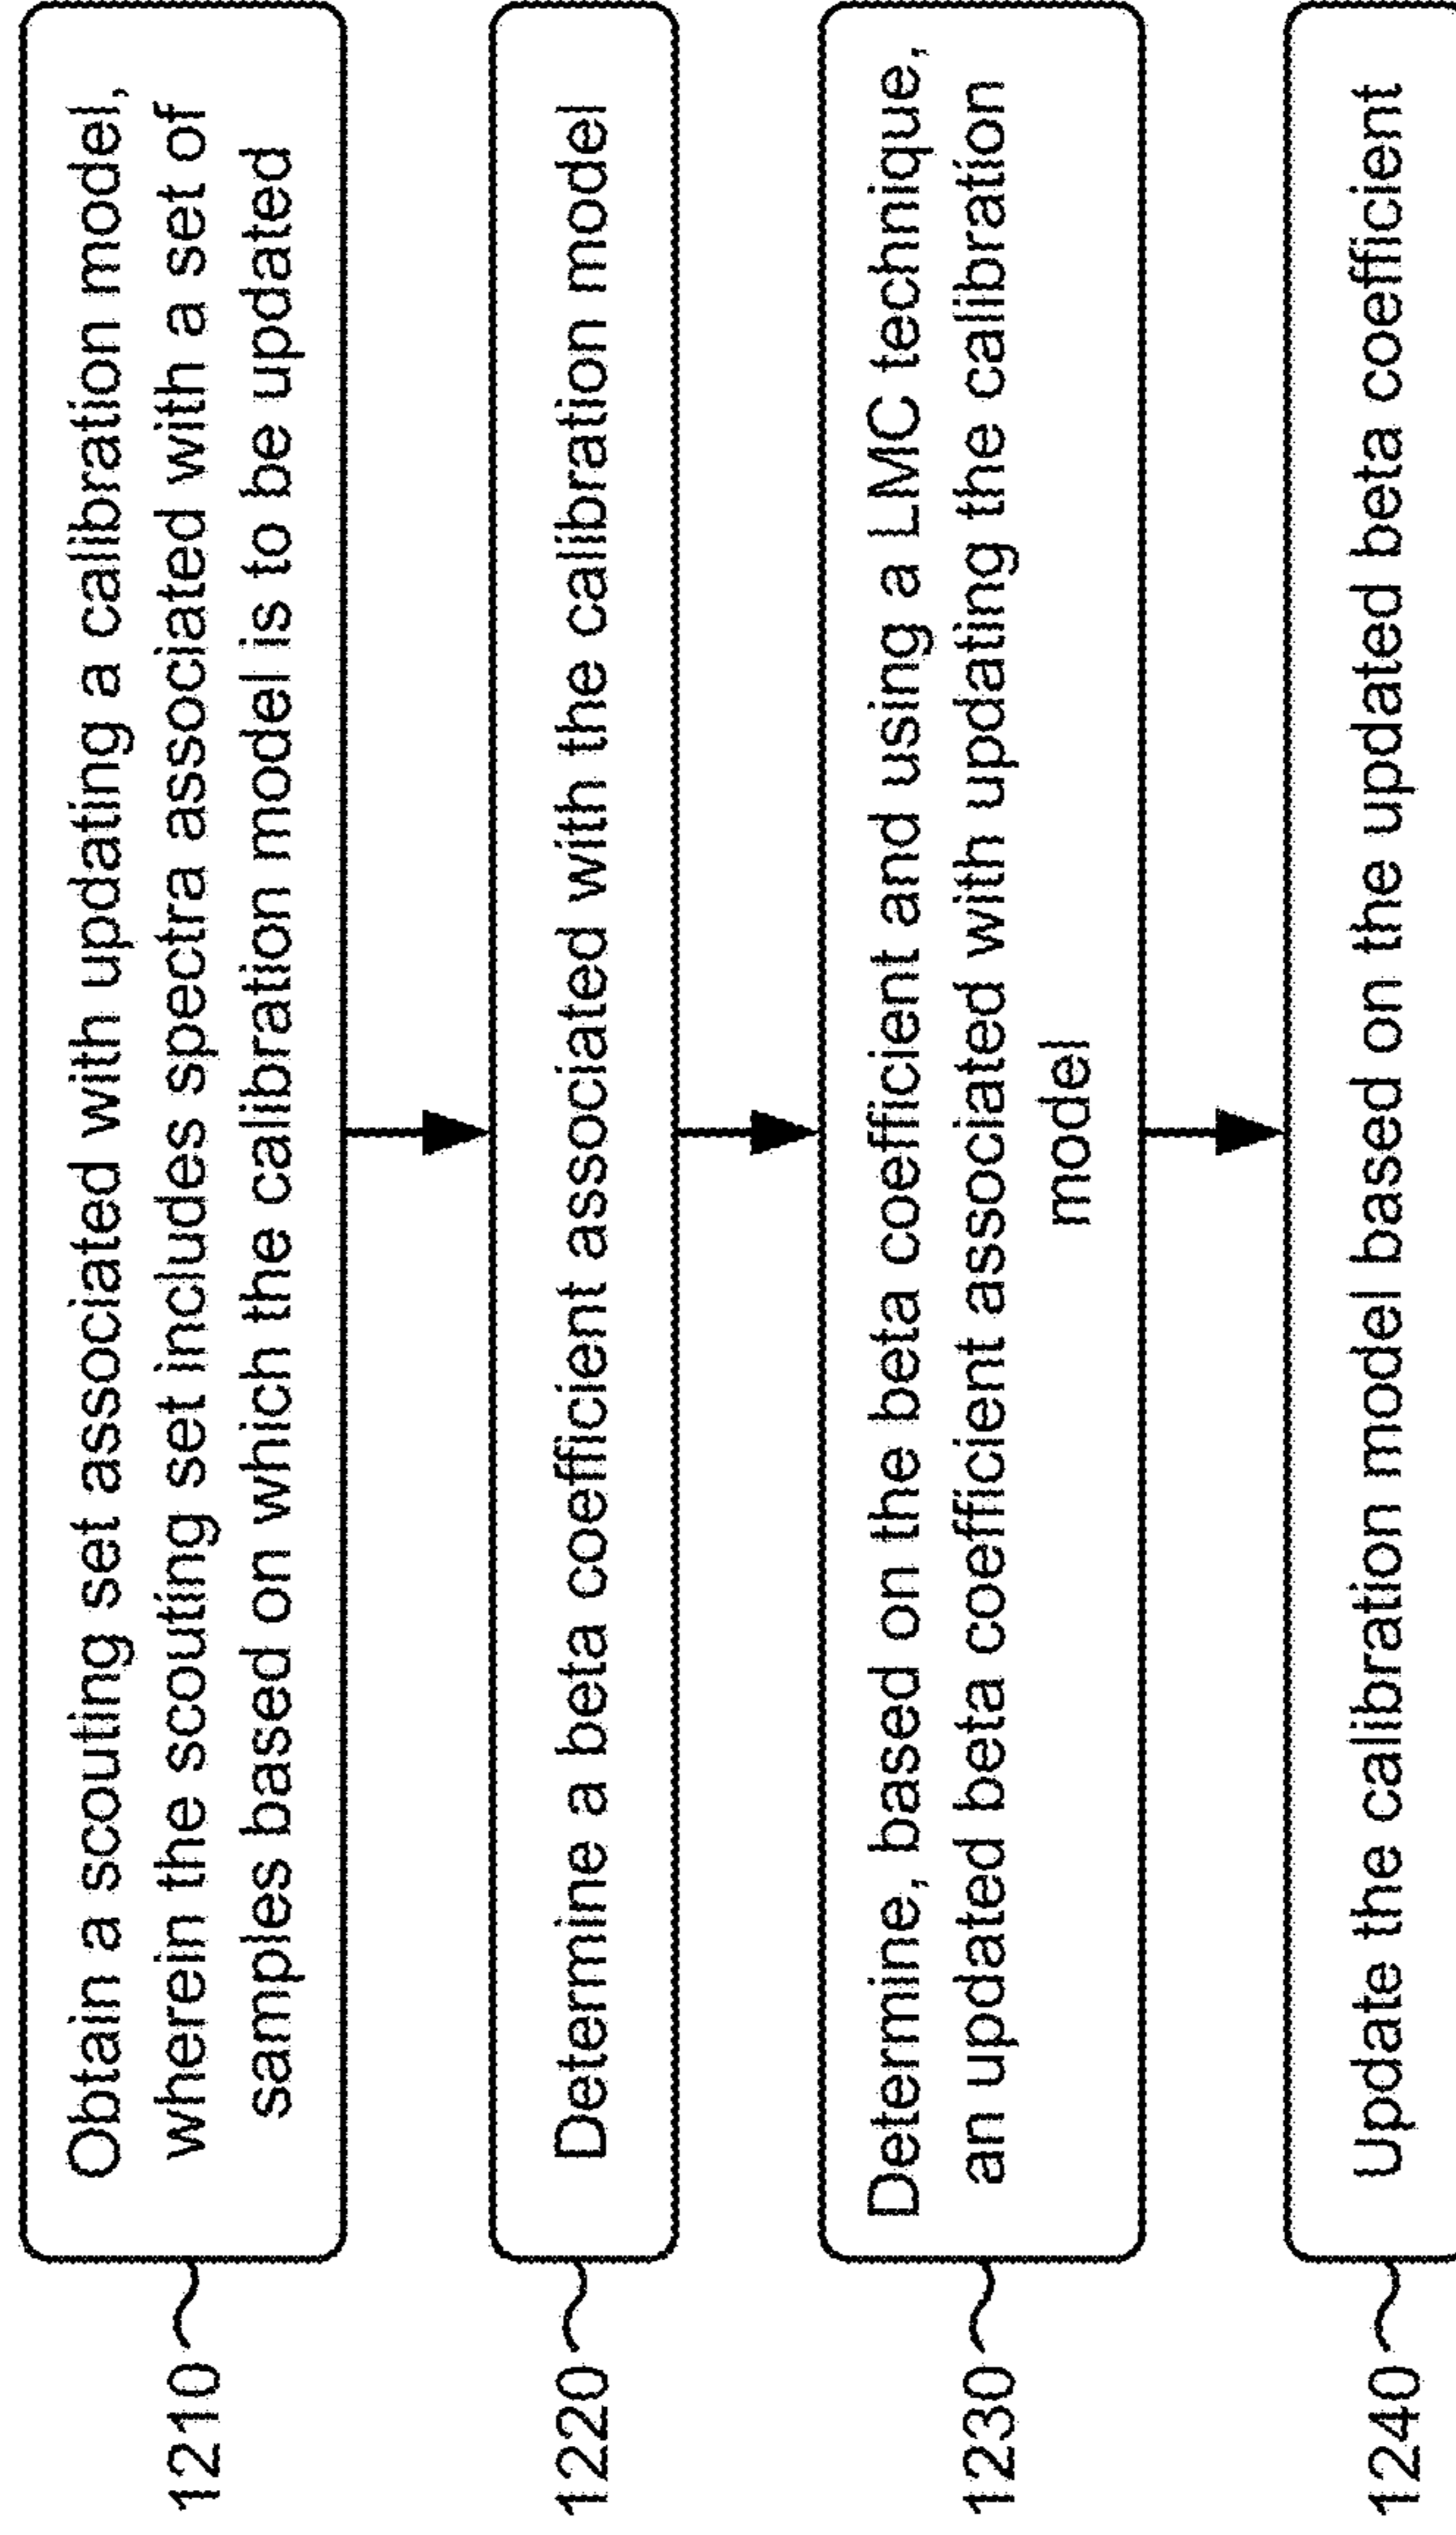 1210
Obtain a scouting set associated with updating a calibration model,
wherein the scouting set includes spectra associated with a set of
samples based on which the calibration model is to be updated
1220
Determine a beta coefficient associated with the calibration model
1230
Determine, based on the beta coefficient and using a LMC technique,
an updated beta coefficient associated with updating the calibration
model
1240
Update the calibration model based on the updated beta coefficient